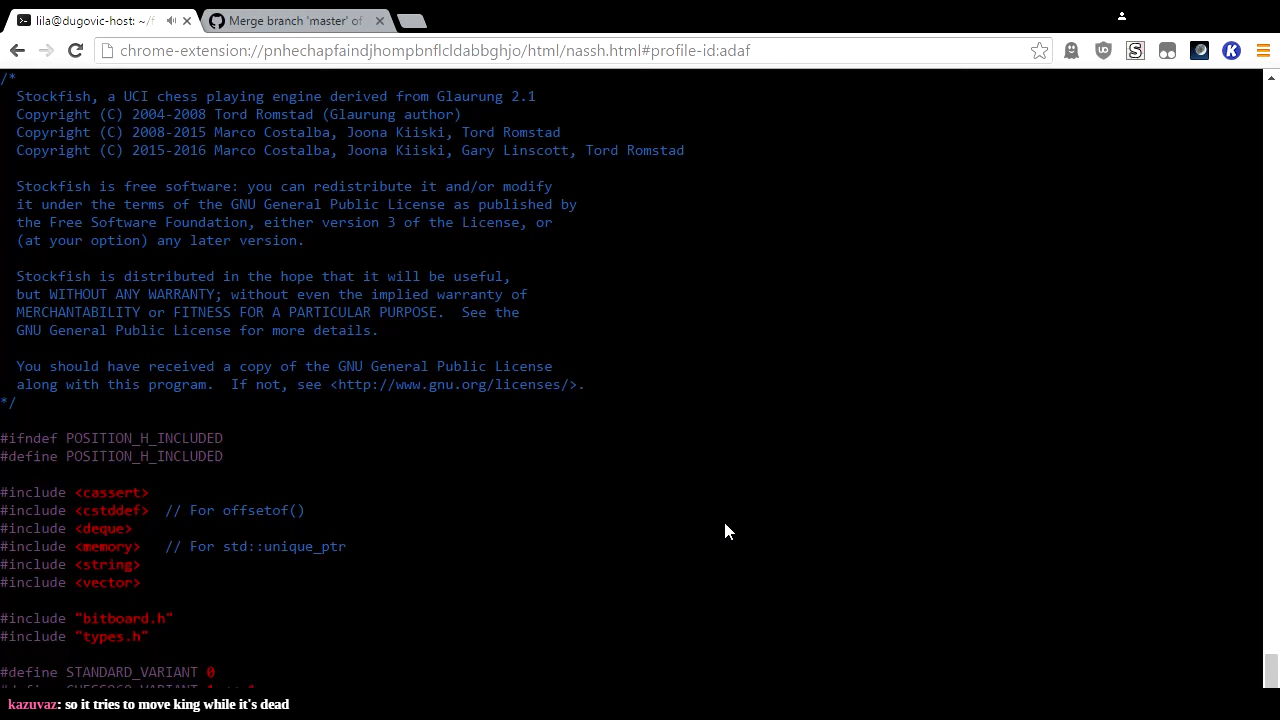 lila@dugovic-host: ~/f
Merge branch 'master' of
chrome-extension://pnhechapfaindjhompbnflcldabbghjo/html/nassh.html#profile-id:adaf
/*
Stockfish, a UCI chess playing engine derived from Glaurung 2.1
Copyright (C) 2004-2008 Tord Romstad (Glaurung author)
Copyright (C) 2008-2015 Marco Costalba, Joona Kiiski, Tord Romstad
Copyright (C) 2015-2016 Marco Costalba, Joona Kiiski, Gary Linscott, Tord Romstad
Stockfish is free software: you can redistribute it and/or modify
it under the terms of the GNU General Public License as published by
the Free Software Foundation, either version 3 of the License, or
(at your option) any later version.
Stockfish is distributed in the hope that it will be useful,
but WITHOUT ANY WARRANTY; without even the implied warranty of
MERCHANTABILITY or FITNESS FOR A PARTICULAR PURPOSE.  See the
GNU General Public License for more details.
You should have received a copy of the GNU General Public License
along with this program.  If not, see <http://www.gnu.org/licenses/>.
*/
#ifndef POSITION_H_INCLUDED
#define POSITION_H_INCLUDED
#include <cassert>
#include <cstddef>  // For offsetof()
#include <deque>
#include <memory>   // For std::unique_ptr
#include <string>
#include <vector>
#include "bitboard.h"
#include "types.h"
#define STANDARD_VARIANT 0
kazuvaz: so it tries to move king while it's dead